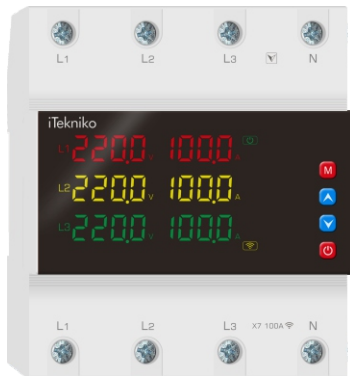 L1 L2 L3 N
iTekniko
L1 220.0 V 100.0 A
L2 220.0 V 100.0 A
L3 220.0 V 100.0 A
M
L1 L2 L3 X7 100A N